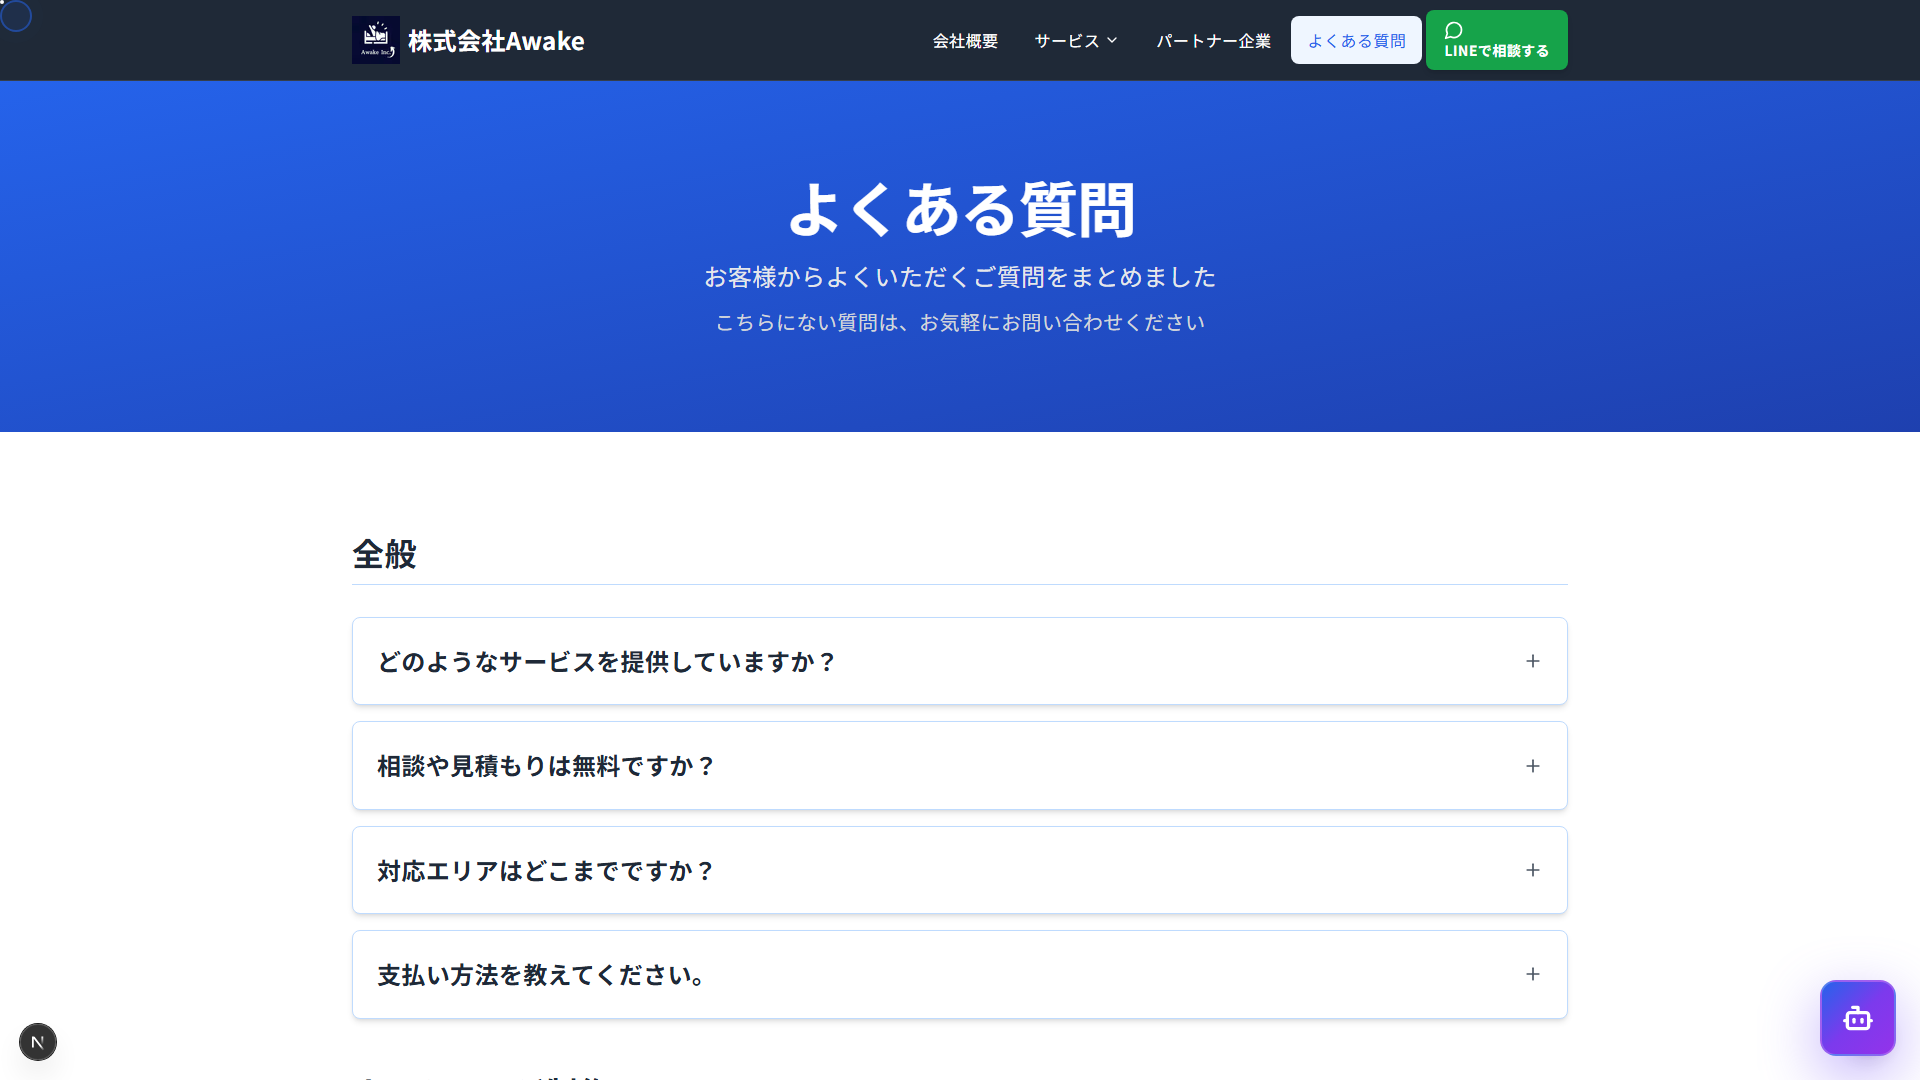 Awake Inc.
株式会社Awake
会社概要
サービス
パートナー企業
よくある質問
LINEで相談する
よくある質問
お客様からよくいただくご質問をまとめました
こちらにない質問は、お気軽にお問い合わせください
全般
どのようなサービスを提供していますか？
相談や見積もりは無料ですか？
対応エリアはどこまでですか？
支払い方法を教えてください。
N